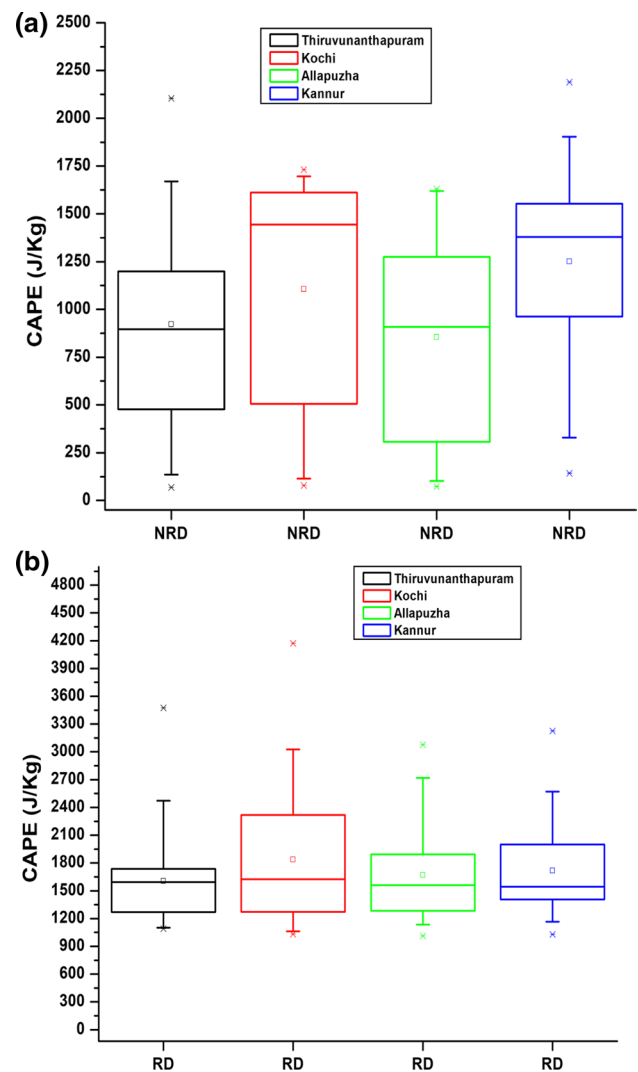 (a)
2500
2250
2000
1750
1500
1250
1000
750
500
250
0
CAPE (J/Kg)
Thiruvunanthapuram
Kochi
Allapuzha
Kannur
NRD NRD NRD NRD
(b)
4800
4500
4200
3900
3600
3300
3000
2700
2400
2100
1800
1500
1200
900
600
300
0
CAPE (J/Kg)
Thiruvunanthapuram
Kochi
Allapuzha
Kannur
RD RD RD RD